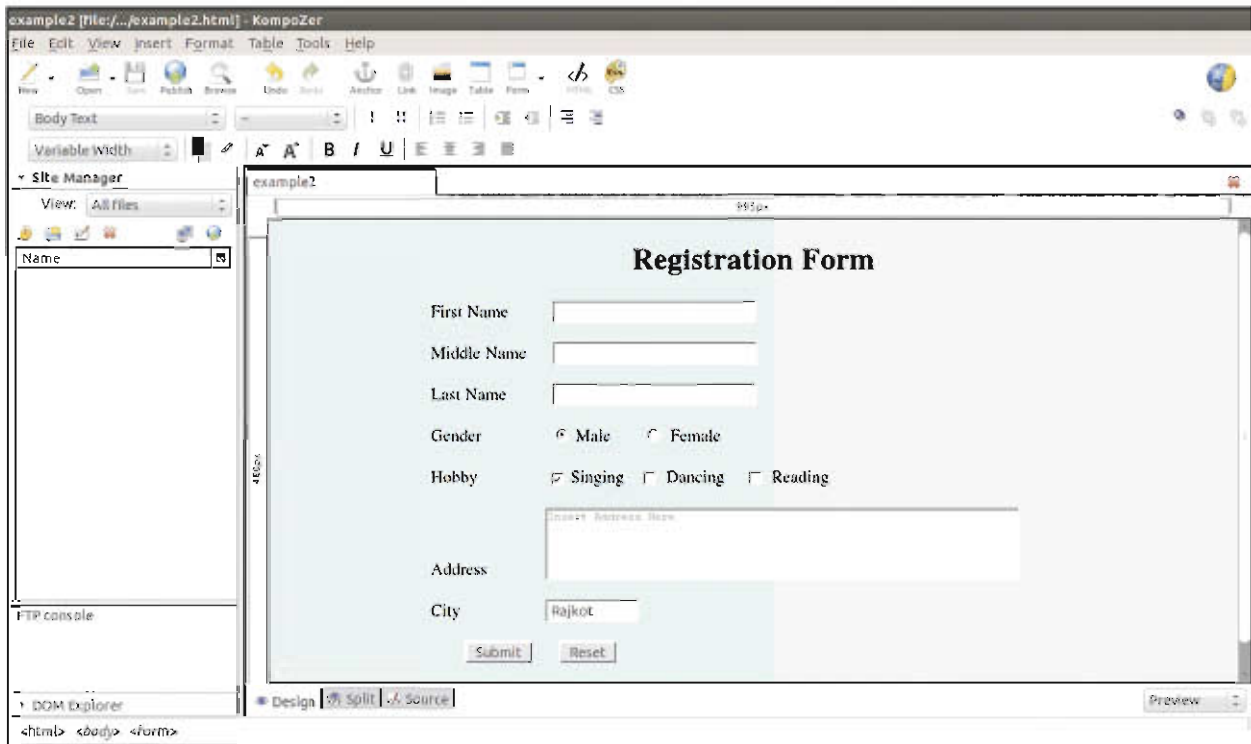 example2 [file:/.../example2.html] - KompoZer
File Edit View Insert Format Table Tools Help
New Open Save Publish Browse Undo Redo Anchor Link Image Table Form HTML CSS
Body Text
Variable Width
A A B I U
Site Manager
example2
View: All files
995px
Name
Registration Form
First Name
Middle Name
Last Name
Gender Male Female
480px
Hobby Singing Dancing Reading
Insert Address Here
Address
City Rajkot
FTP console
Submit Reset
DOM Explorer
Design Split Source
Preview
<html> <body> <form>